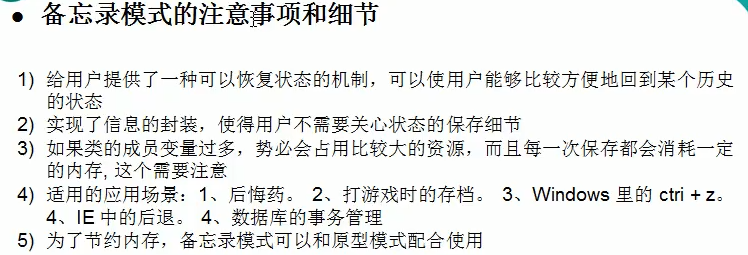 ● 备忘录模式的注意事项和细节
1) 给用户提供了一种可以恢复状态的机制，可以使用户能够比较方便地回到某个历史
的状态
2) 实现了信息的封装，使得用户不需要关心状态的保存细节
3) 如果类的成员变量过多，势必会占用比较大的资源，而且每一次保存都会消耗一定
的内存, 这个需要注意
4) 适用的应用场景：1、后悔药。 2、打游戏时的存档。 3、Windows 里的 ctri + z。
4、IE 中的后退。 4、数据库的事务管理
5) 为了节约内存，备忘录模式可以和原型模式配合使用